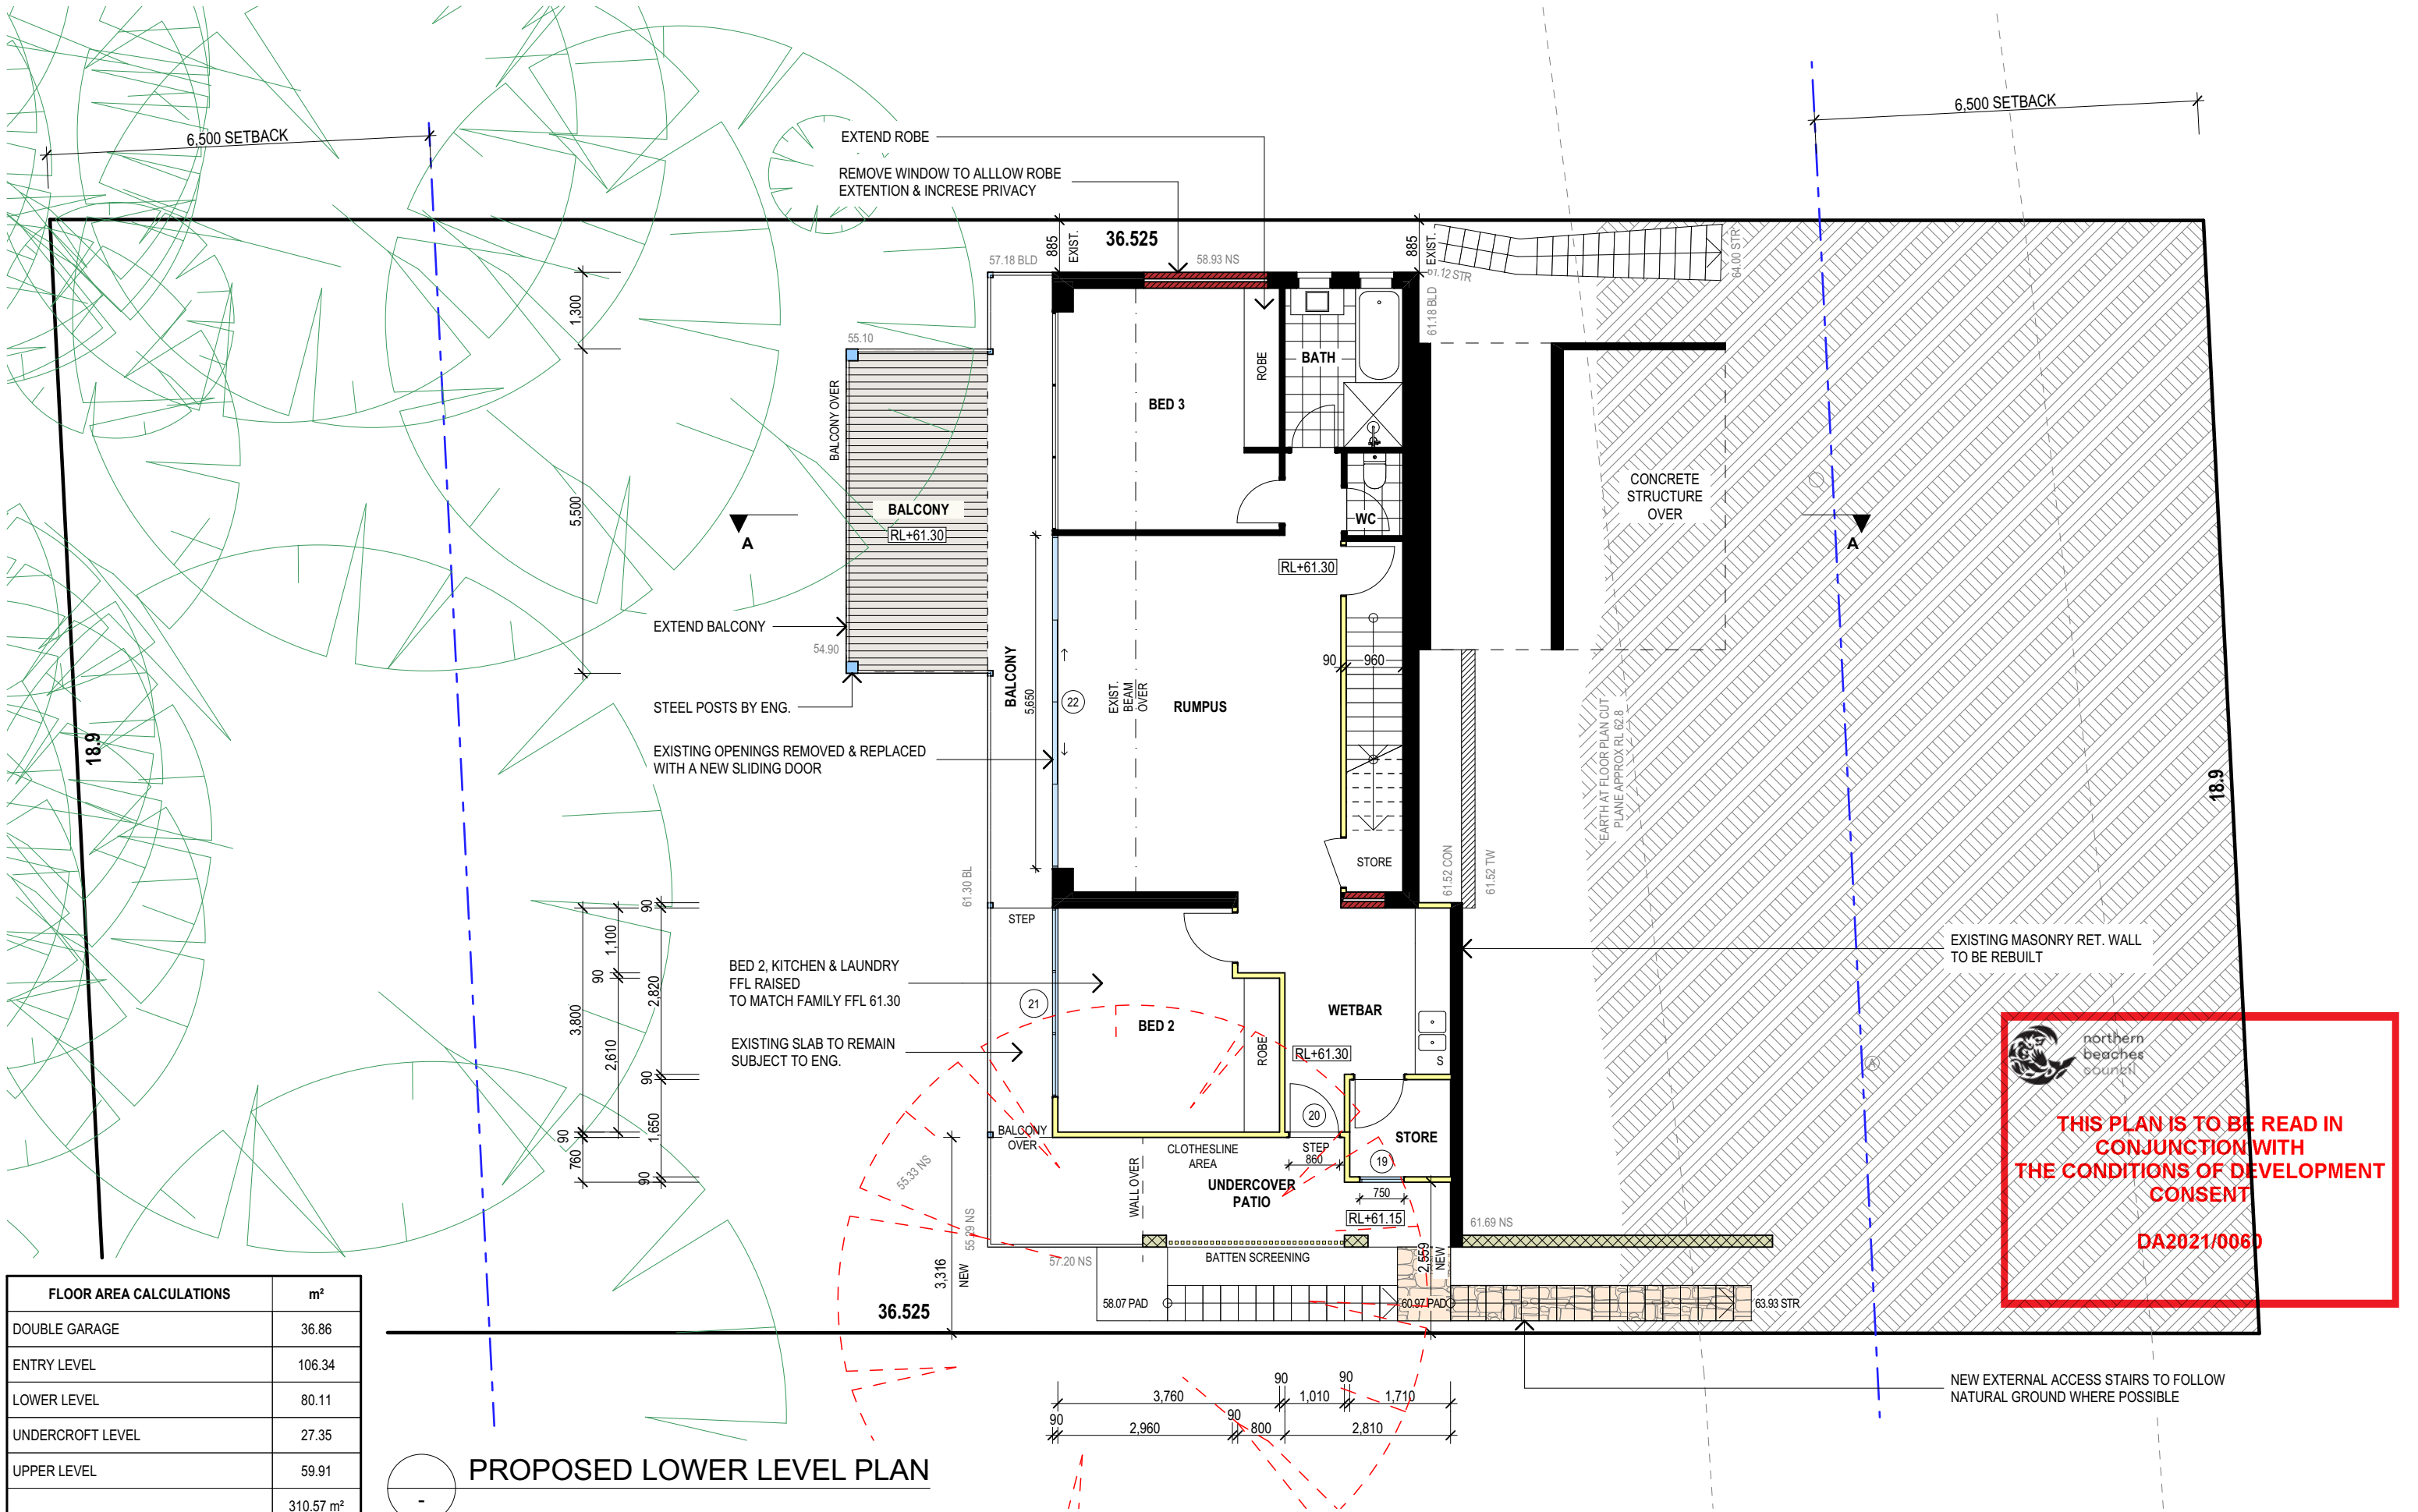 6,500 SETBACK
6,500 SETBACK
EXTEND ROBE
REMOVE WINDOW TO ALLLOW ROBE
EXTENTION & INCRESE PRIVACY
885
EXIST.
36.525
885
EXIST.
57.18 BLD
58.93 NS
61.12 STR
64.00 STR
61.18 BLD
1,300
55.10
BALCONY OVER
BED 3
ROBE
BATH
CONCRETE
STRUCTURE
OVER
5,500
BALCONY
RL+61.30
WC
A
A
RL+61.30
EXTEND BALCONY
54.90
90
960
BALCONY
5,650
22
EXIST.
BEAM
OVER
RUMPUS
STEEL POSTS BY ENG.
EXISTING OPENINGS REMOVED & REPLACED
WITH A NEW SLIDING DOOR
EARTH AT FLOOR PLAN CUT
PLANE APPROX RL 62.8
18.9
18.9
STORE
61.30 BL
61.52 CON
61.52 TW
STEP
90
1,100
90
2,820
3,800
2,610
90
1,650
90
760
90
BED 2, KITCHEN & LAUNDRY
FFL RAISED
TO MATCH FAMILY FFL 61.30
EXISTING SLAB TO REMAIN
SUBJECT TO ENG.
21
BED 2
ROBE
WETBAR
RL+61.30
S
EXISTING MASONRY RET. WALL
TO BE REBUILT
A
northern
beaches
council
THIS PLAN IS TO BE READ IN
CONJUNCTION WITH
THE CONDITIONS OF DEVELOPMENT
CONSENT
DA2021/0060
20
STORE
BALCONY
OVER
CLOTHESLINE
AREA
STEP
860
19
WALL OVER
UNDERCOVER
PATIO
750
RL+61.15
55.33 NS
55.29 NS
57.20 NS
61.69 NS
BATTEN SCREENING
2,559
NEW
3,316
NEW
58.07 PAD
60.97 PAD
63.93 STR
36.525
NEW EXTERNAL ACCESS STAIRS TO FOLLOW
NATURAL GROUND WHERE POSSIBLE
3,760
90
1,010
90
1,710
90
2,960
90
800
2,810
FLOOR AREA CALCULATIONS m²
DOUBLE GARAGE 36.86
ENTRY LEVEL 106.34
LOWER LEVEL 80.11
UNDERCROFT LEVEL 27.35
UPPER LEVEL 59.91
310.57 m²
PROPOSED LOWER LEVEL PLAN
-